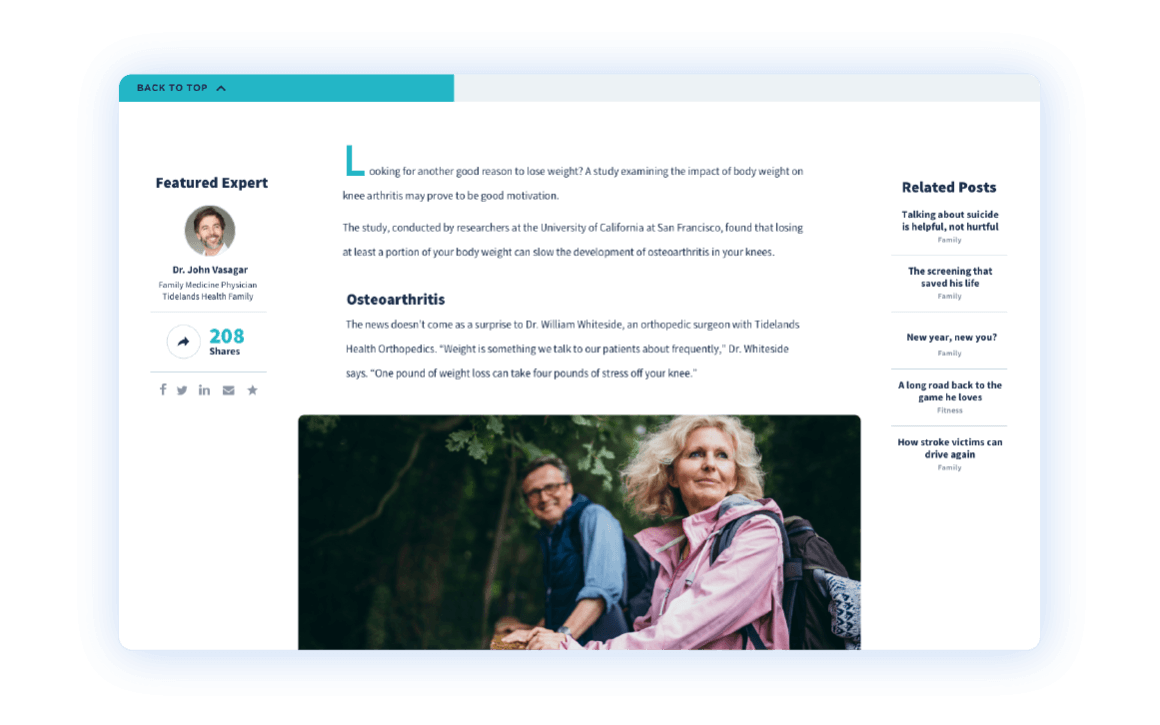 BACK TO TOP
Featured Expert
Dr. John Vasagar
Family Medicine Physician
Tidelands Health Family
208
Shares
Looking for another good reason to lose weight? A study examining the impact of body weight on
knee arthritis may prove to be good motivation.
The study, conducted by researchers at the University of California at San Francisco, found that losing
at least a portion of your body weight can slow the development of osteoarthritis in your knees.
Osteoarthritis
The news doesn't come as a surprise to Dr. William Whiteside, an orthopedic surgeon with Tidelands
Health Orthopedics. “Weight is something we talk to our patients about frequently,” Dr. Whiteside
says. “One pound of weight loss can take four pounds of stress off your knee.”
Related Posts
Talking about suicide
is helpful, not hurtful
Family
The screening that
saved his life
Family
New year, new you?
Family
A long road back to the
game he loves
Fitness
How stroke victims can
drive again
Family